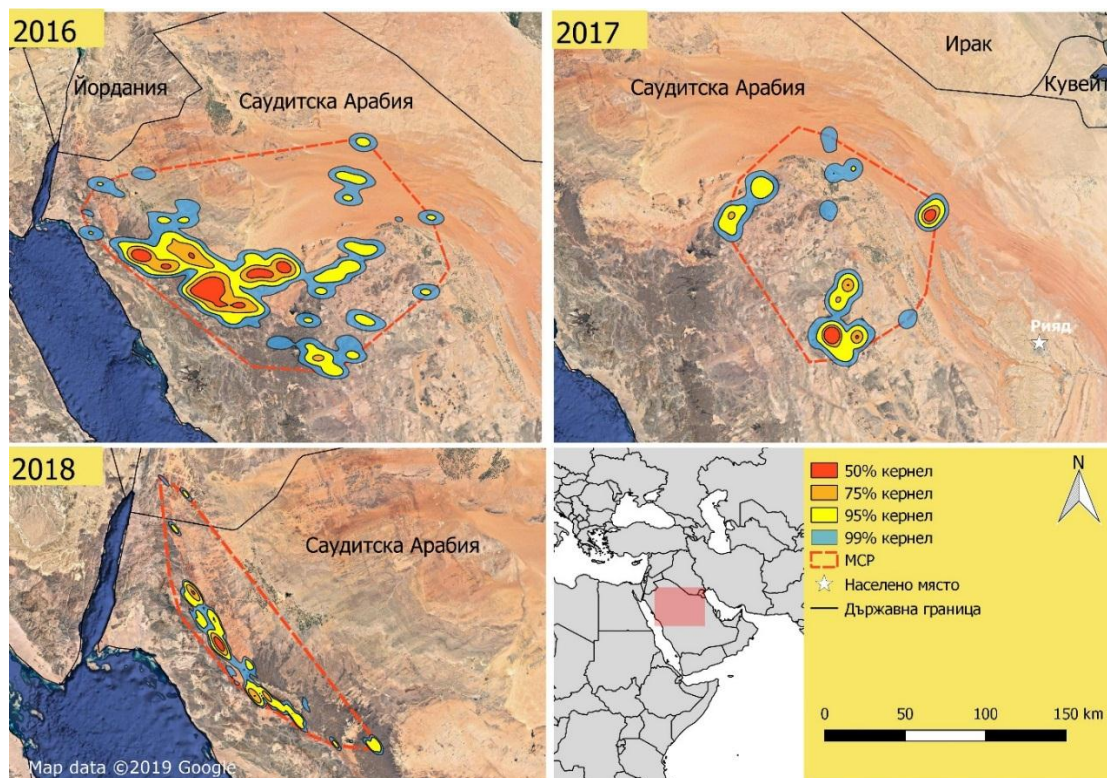 2016
Йордания
Саудитска Арабия
2017
Ирак
Саудитска Арабия
Кувейт
Рияд
2018
Саудитска Арабия
Map data ©2019 Google
50% кернел
75% кернел
95% кернел
99% кернел
МСР
Населено място
Държавна граница
N
0 50 100 150 km